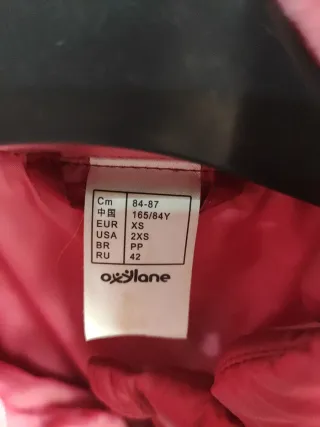 Cm 84-87
中国 165/84Y
EUR XS
USA 2XS
BR PP
RU 42
oxylane